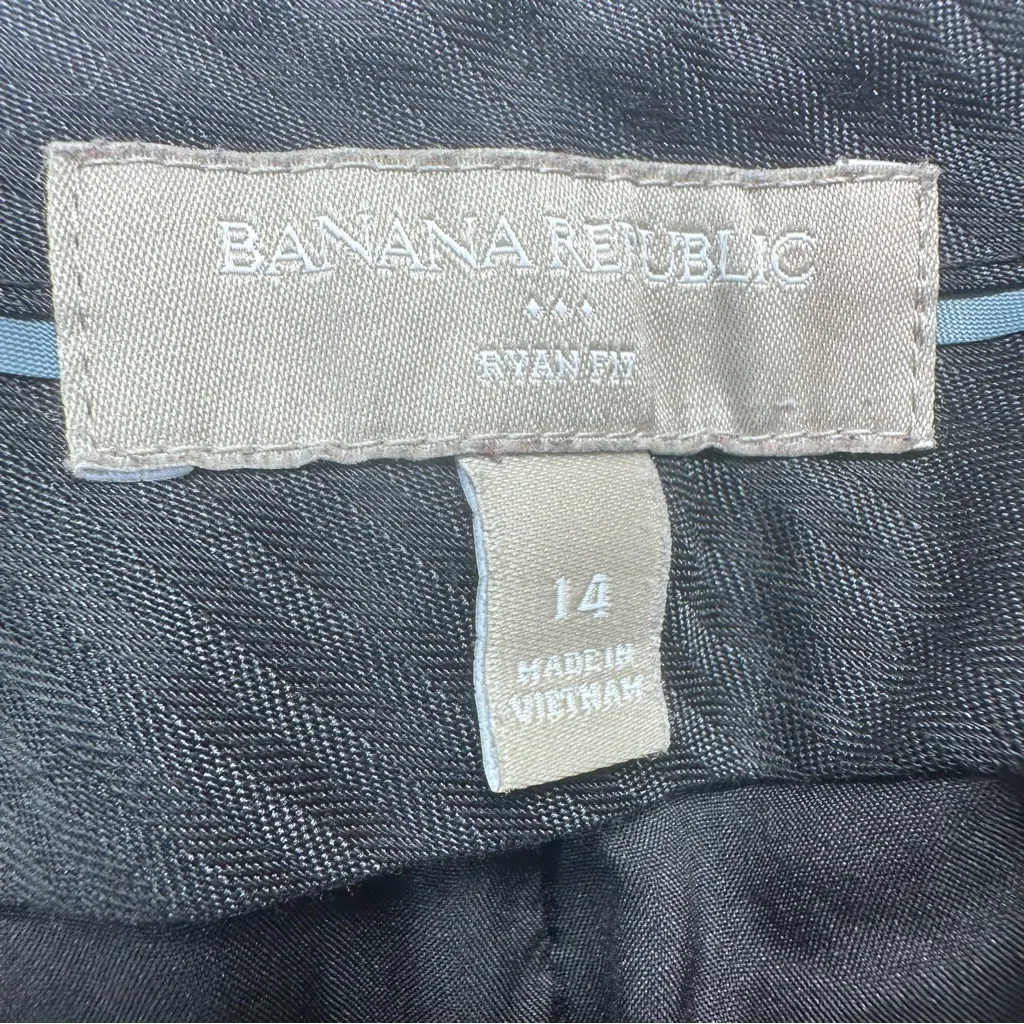 BANANA REPUBLIC
RYAN FIT
14
MADE IN
VIETNAM